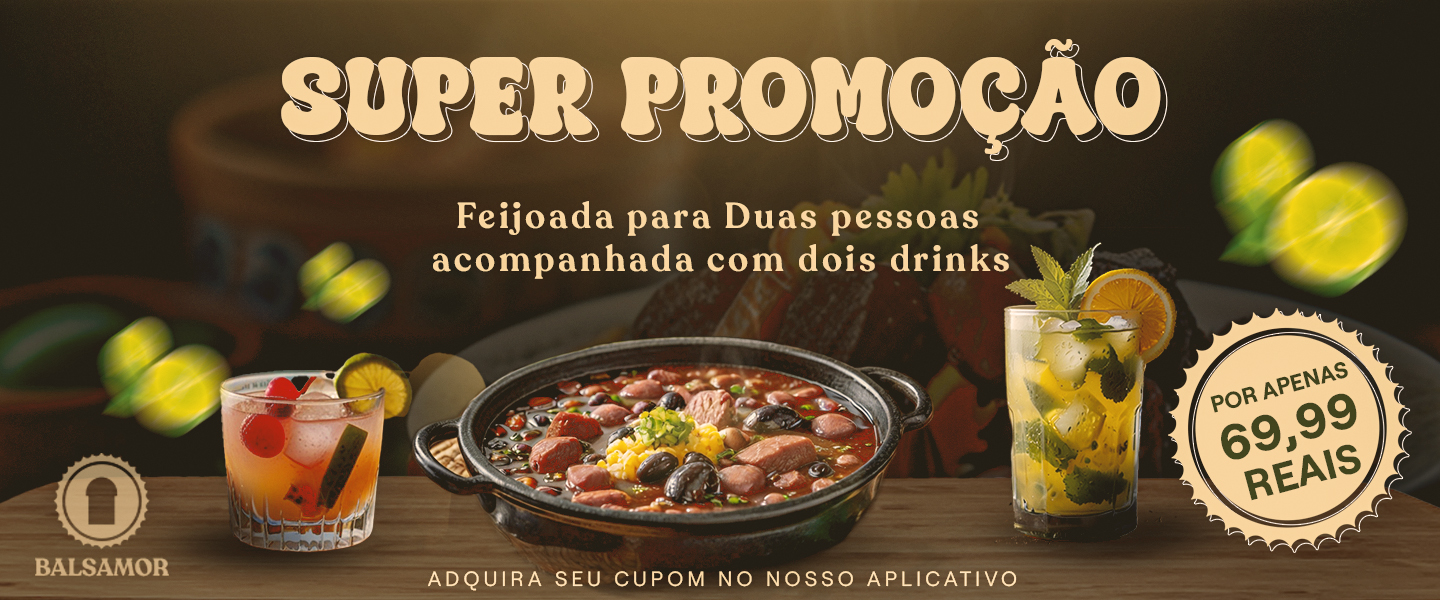 SUPER PROMOÇÃO
Feijoada para Duas pessoas
acompanhada com dois drinks
POR APENAS
69,99
REAIS
BALSAMOR
ADQUIRA SEU CUPOM NO NOSSO APLICATIVO